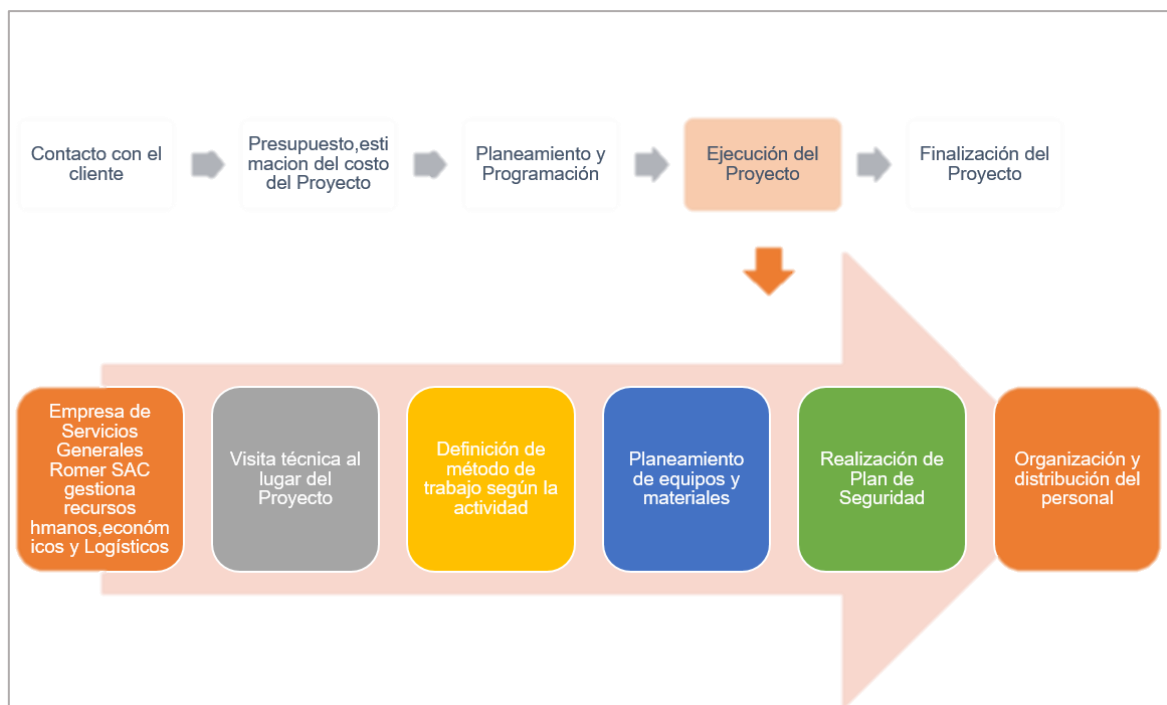 Contacto con el
cliente
Presupuesto,esti
macion del costo
del Proyecto
Planeamiento y
Programación
Ejecución del
Proyecto
Finalización del
Proyecto
Empresa de
Servicios
Generales
Romer SAC
gestiona
recursos
hmanos,económ
icos y Logísticos
Visita técnica al
lugar del
Proyecto
Definición de
método de
trabajo según la
actividad
Planeamiento
de equipos y
materiales
Realización de
Plan de
Seguridad
Organización y
distribución del
personal